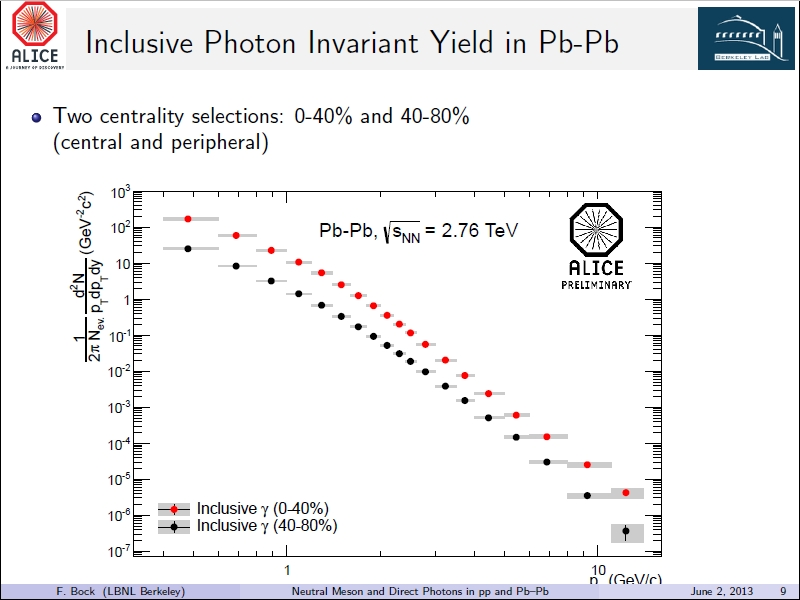 ALICE
A JOURNEY OF DISCOVERY
Inclusive Photon Invariant Yield in Pb-Pb
BERKELEY LAB
Two centrality selections: 0-40% and 40-80%
(central and peripheral)
1/(2π N_ev.) d²N/(p_T dp_T dy) (GeV⁻²c²)
10³
10²
10
1
10⁻¹
10⁻²
10⁻³
10⁻⁴
10⁻⁵
10⁻⁶
10⁻⁷
Pb-Pb, √s_NN = 2.76 TeV
ALICE
PRELIMINARY
Inclusive γ (0-40%)
Inclusive γ (40-80%)
1
10
p_T (GeV/c)
F. Bock (LBNL Berkeley)
Neutral Meson and Direct Photons in pp and Pb–Pb
June 2, 2013
9